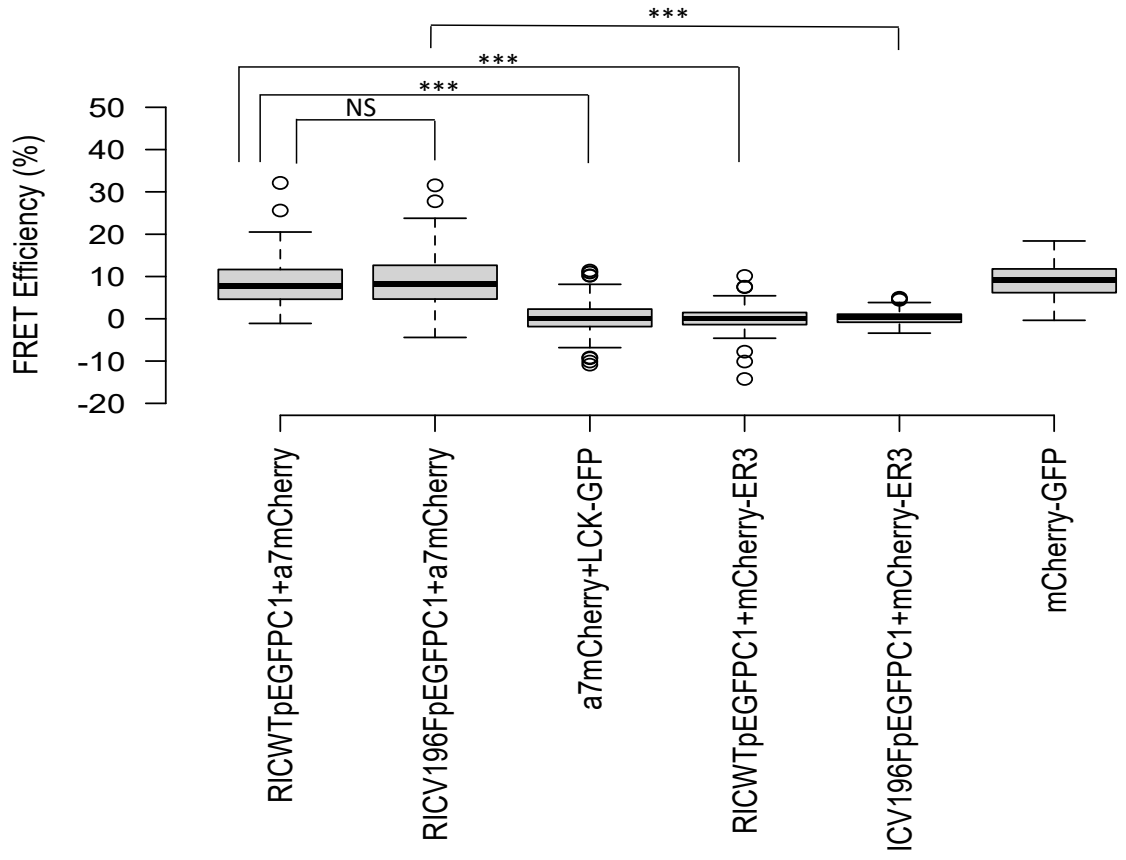 ***
***
***
NS
FRET Efficiency (%)
50
40
30
20
10
0
-10
-20
RICWTpEGFPC1+a7mCherry
RICV196FpEGFPC1+a7mCherry
a7mCherry+LCK-GFP
RICWTpEGFPC1+mCherry-ER3
ICV196FpEGFPC1+mCherry-ER3
mCherry-GFP